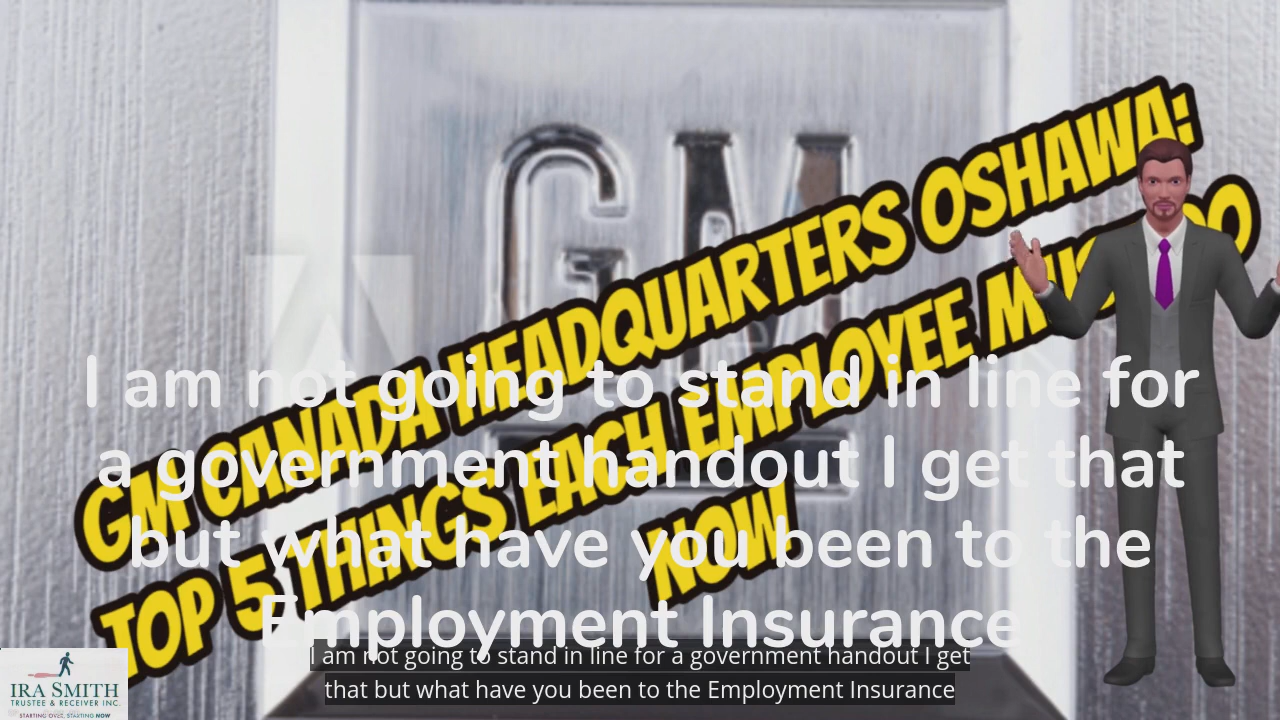 GM
GM CANADA HEADQUARTERS OSHAWA:
TOP 5 THINGS EACH EMPLOYEE DO
NOW
I am not going to stand in line for
a government handout I get that
but what have you been to the
Employment Insurance
I am not going to stand in line for a government handout I get
that but what have you been to the Employment Insurance
IRA SMITH
TRUSTEE & RECEIVER INC.
STARTING OVER, STARTING NOW